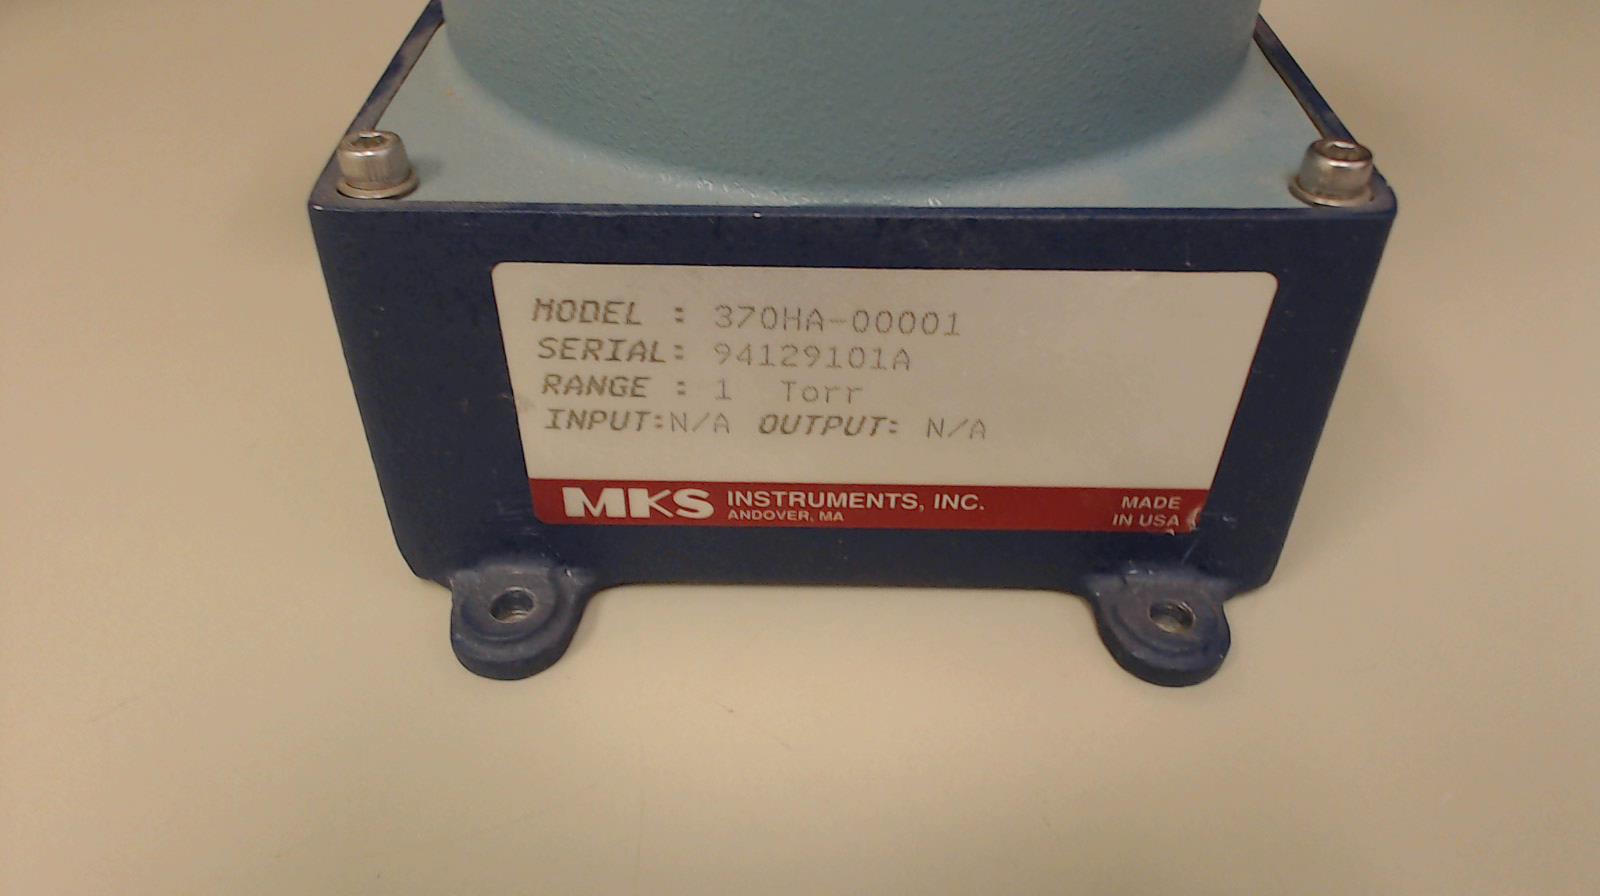 MODEL : 370HA-00001
SERIAL: 94129101A
RANGE : 1 Torr
INPUT:N/A OUTPUT: N/A
MKS INSTRUMENTS, INC.
ANDOVER, MA
MADE
IN USA